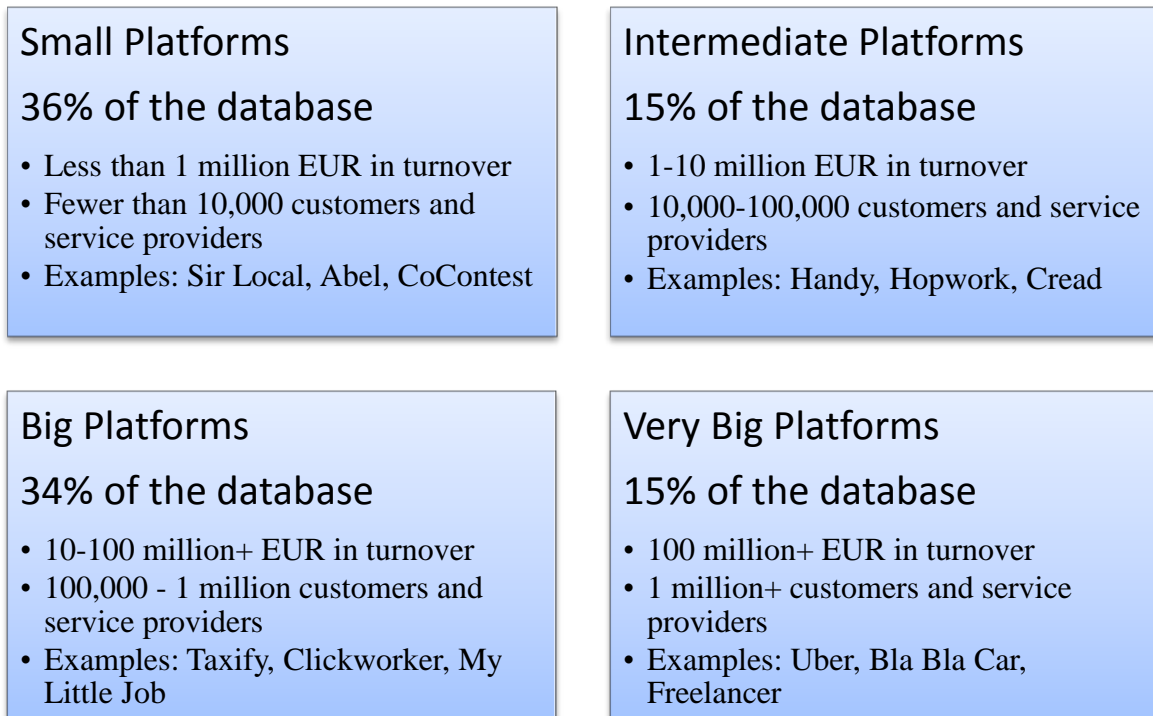 Small Platforms
36% of the database
• Less than 1 million EUR in turnover
• Fewer than 10,000 customers and
service providers
• Examples: Sir Local, Abel, CoContest
Intermediate Platforms
15% of the database
• 1-10 million EUR in turnover
• 10,000-100,000 customers and service
providers
• Examples: Handy, Hopwork, Cread
Big Platforms
34% of the database
• 10-100 million+ EUR in turnover
• 100,000 - 1 million customers and
service providers
• Examples: Taxify, Clickworker, My
Little Job
Very Big Platforms
15% of the database
• 100 million+ EUR in turnover
• 1 million+ customers and service
providers
• Examples: Uber, Bla Bla Car,
Freelancer